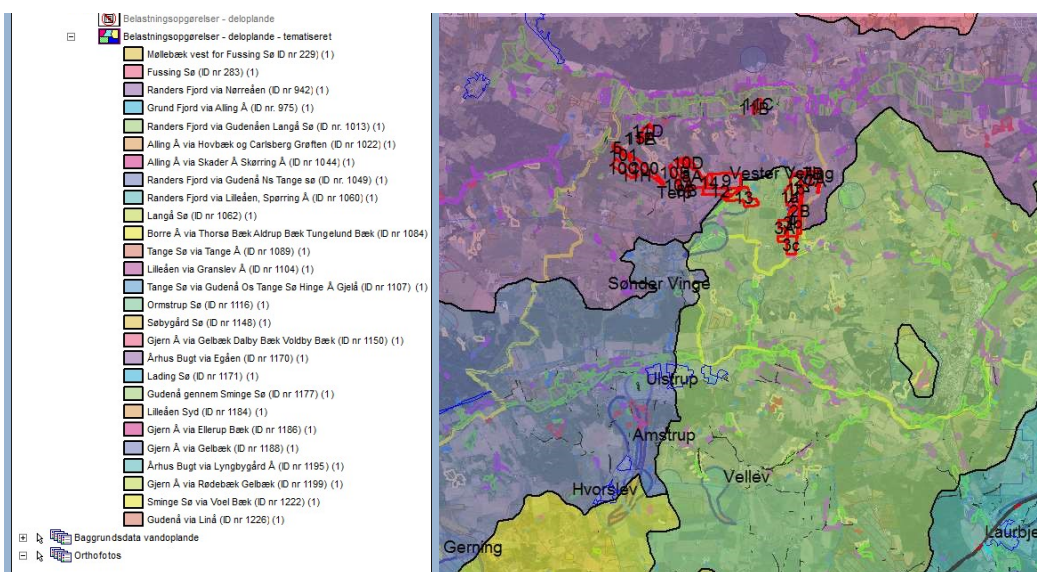 Belastningsopgørelser - deloplande
Belastningsopgørelser - deloplande - tematiseret
Møllebæk vest for Fussing Sø ID nr 229) (1)
Fussing Sø (ID nr 283) (1)
Randers Fjord via Nørreåen (ID nr 942) (1)
Grund Fjord via Alling Å (ID nr. 975) (1)
Randers Fjord via Gudenåen Langå Sø (ID nr. 1013) (1)
Alling Å via Hovbæk og Carlsberg Grøften (ID nr 1022) (1)
Alling Å via Skader Å Skørring Å (ID nr 1044) (1)
Randers Fjord via Gudenå Ns Tange sø (ID nr. 1049) (1)
Randers Fjord via Lilleåen, Spørring Å (ID nr 1060) (1)
Langå Sø (ID nr 1062) (1)
Borre Å via Thorsø Bæk Aldrup Bæk Tungelund Bæk (ID nr 1084)
Tange Sø via Tange Å (ID nr 1089) (1)
Lilleåen via Granslev Å (ID nr 1104) (1)
Tange Sø via Gudenå Os Tange Sø Hinge Å Gjelå (ID nr 1107) (1)
Ormstrup Sø (ID nr 1116) (1)
Søbygård Sø (ID nr 1148) (1)
Gjern Å via Gelbæk Dalby Bæk Voldby Bæk (ID nr 1150) (1)
Århus Bugt via Egåen (ID nr 1170) (1)
Lading Sø (ID nr 1171) (1)
Gudenå gennem Sminge Sø (ID nr 1177) (1)
Lilleåen Syd (ID nr 1184) (1)
Gjern Å via Ellerup Bæk (ID nr 1186) (1)
Gjern Å via Gelbæk (ID nr 1188) (1)
Århus Bugt via Lyngbygård Å (ID nr 1195) (1)
Gjern Å via Rødebæk Gelbæk (ID nr 1199) (1)
Sminge Sø via Voel Bæk (ID nr 1222) (1)
Gudenå via Linå (ID nr 1226) (1)
Baggrundsdata vandoplande
Orthofotos
11B
11D
10D
Vester
Terp
12
13
2B
3A
3c
Sønder Vinge
Ulstrup
Amstrup
Vellev
Hvorslev
Gerning
Laurbje